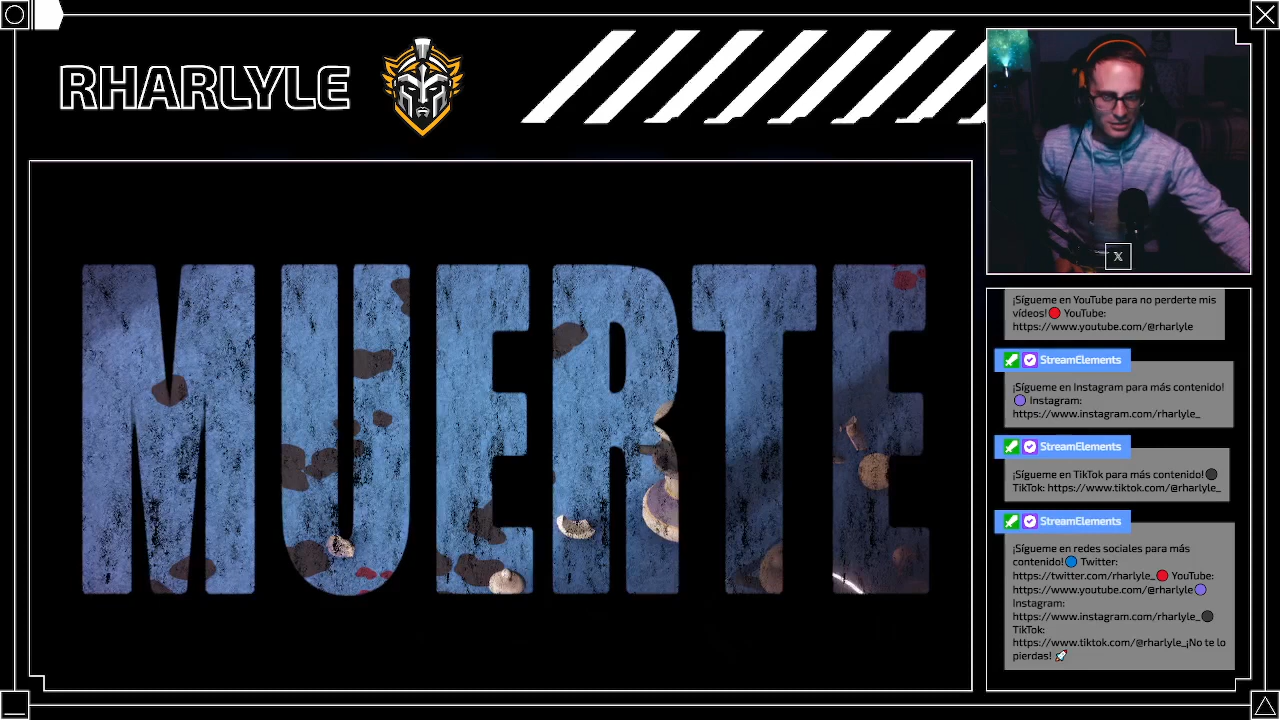 RHARLYLE
MUERTE
𝕏
¡Sígueme en YouTube para no perderte mis
vídeos!🔴 YouTube:
https://www.youtube.com/@rharlyle
StreamElements
¡Sígueme en Instagram para más contenido!
🟣 Instagram:
https://www.instagram.com/rharlyle_
StreamElements
¡Sígueme en TikTok para más contenido!⚫
TikTok: https://www.tiktok.com/@rharlyle_
StreamElements
¡Sígueme en redes sociales para más
contenido!🔵 Twitter:
https://twitter.com/rharlyle_🔴 YouTube:
https://www.youtube.com/@rharlyle🟣
Instagram:
https://www.instagram.com/rharlyle_⚫
TikTok:
https://www.tiktok.com/@rharlyle_¡No te lo
pierdas! 🚀